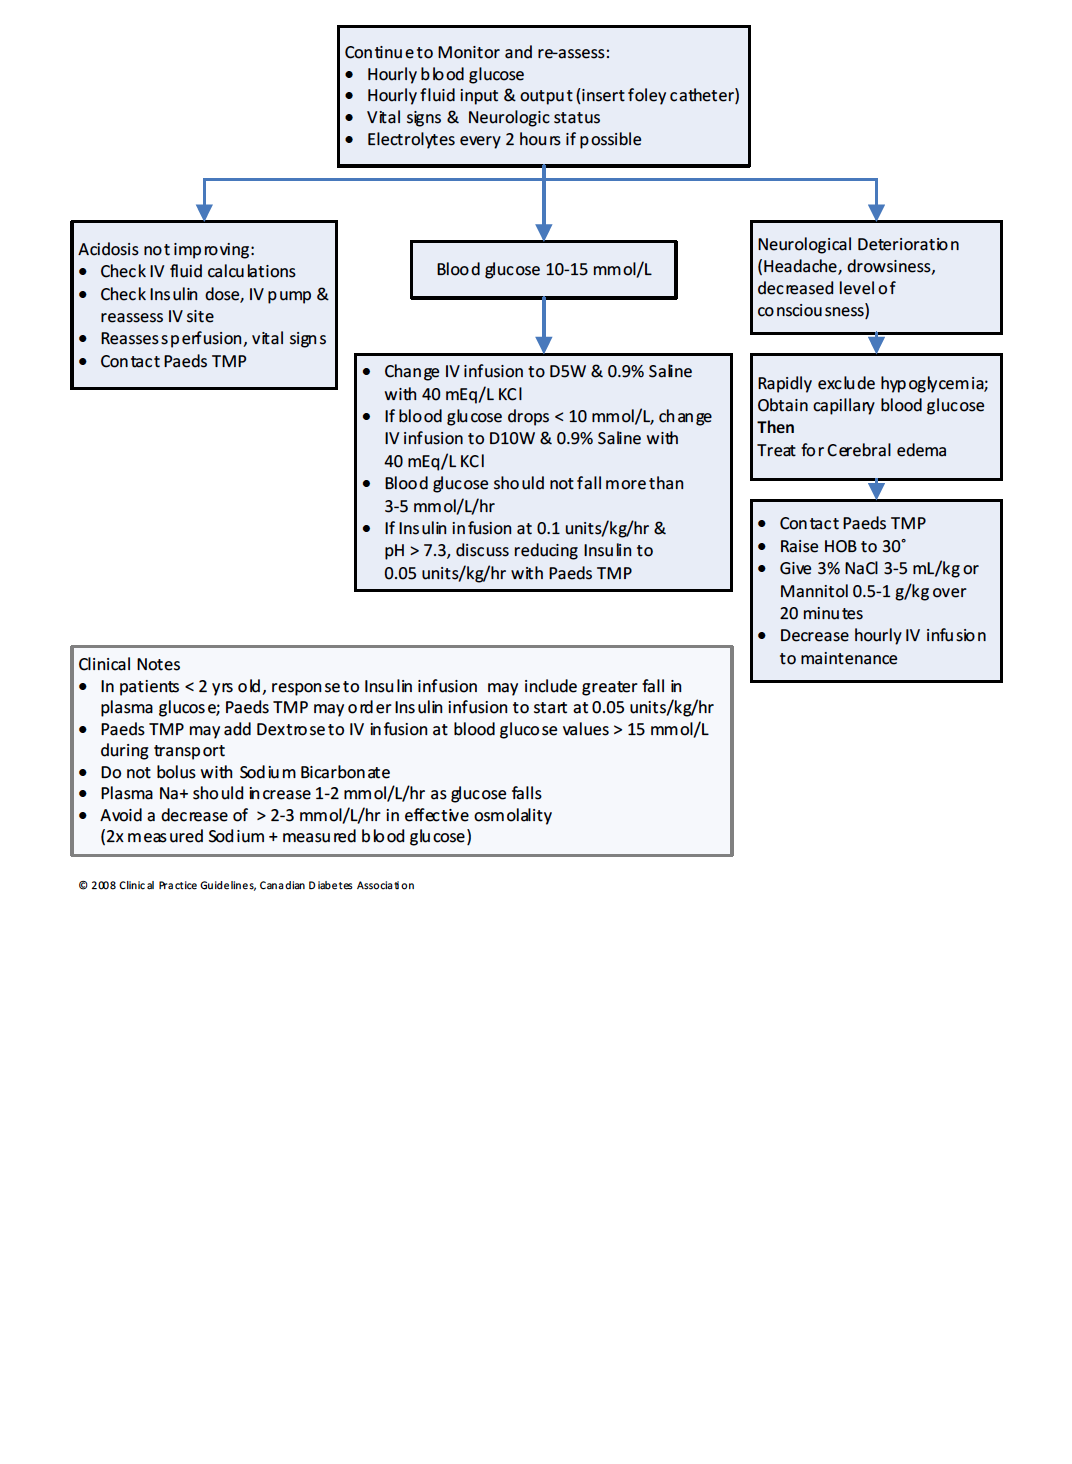 Continue to Monitor and re-assess:
• Hourly blood glucose
• Hourly fluid input & output (insert foley catheter)
• Vital signs & Neurologic status
• Electrolytes every 2 hours if possible
Acidosis not improving:
• Check IV fluid calculations
• Check Insulin dose, IV pump &
reassess IV site
• Reassess perfusion, vital signs
• Contact Paeds TMP
Blood glucose 10-15 mmol/L
• Change IV infusion to D5W & 0.9% Saline
with 40 mEq/L KCl
• If blood glucose drops < 10 mmol/L, change
IV infusion to D10W & 0.9% Saline with
40 mEq/L KCl
• Blood glucose should not fall more than
3-5 mmol/L/hr
• If Insulin infusion at 0.1 units/kg/hr &
pH > 7.3, discuss reducing Insulin to
0.05 units/kg/hr with Paeds TMP
Neurological Deterioration
(Headache, drowsiness,
decreased level of
consciousness)
Rapidly exclude hypoglycemia;
Obtain capillary blood glucose
Then
Treat for Cerebral edema
• Contact Paeds TMP
• Raise HOB to 30˚
• Give 3% NaCl 3-5 mL/kg or
Mannitol 0.5-1 g/kg over
20 minutes
• Decrease hourly IV infusion
to maintenance
Clinical Notes
• In patients < 2 yrs old, response to Insulin infusion may include greater fall in
plasma glucose; Paeds TMP may order Insulin infusion to start at 0.05 units/kg/hr
• Paeds TMP may add Dextrose to IV infusion at blood glucose values > 15 mmol/L
during transport
• Do not bolus with Sodium Bicarbonate
• Plasma Na+ should increase 1-2 mmol/L/hr as glucose falls
• Avoid a decrease of > 2-3 mmol/L/hr in effective osmolality
(2x measured Sodium + measured blood glucose)
© 2008 Clinical Practice Guidelines, Canadian Diabetes Association